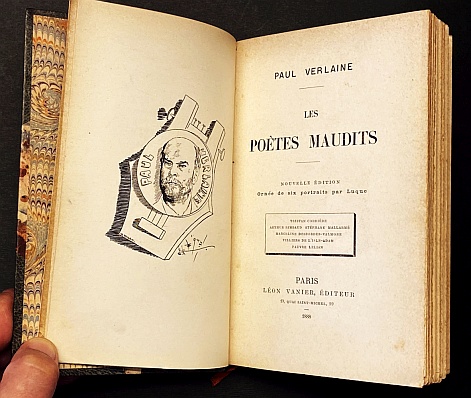 PAUL VERLAINE
PAUL VERLAINE
LES
POÈTES MAUDITS
NOUVELLE ÉDITION
Ornée de six portraits par Luque
TRISTAN CORBIÈRE
ARTHUR RIMBAUD STÉPHANE MALLARMÉ
MARCELINE DESBORDES-VALMORE
VILLIERS DE L'ISLE-ADAM
PAUVRE LELIAN
PARIS
LÉON VANIER, ÉDITEUR
19, QUAI SAINT-MICHEL, 19
1888